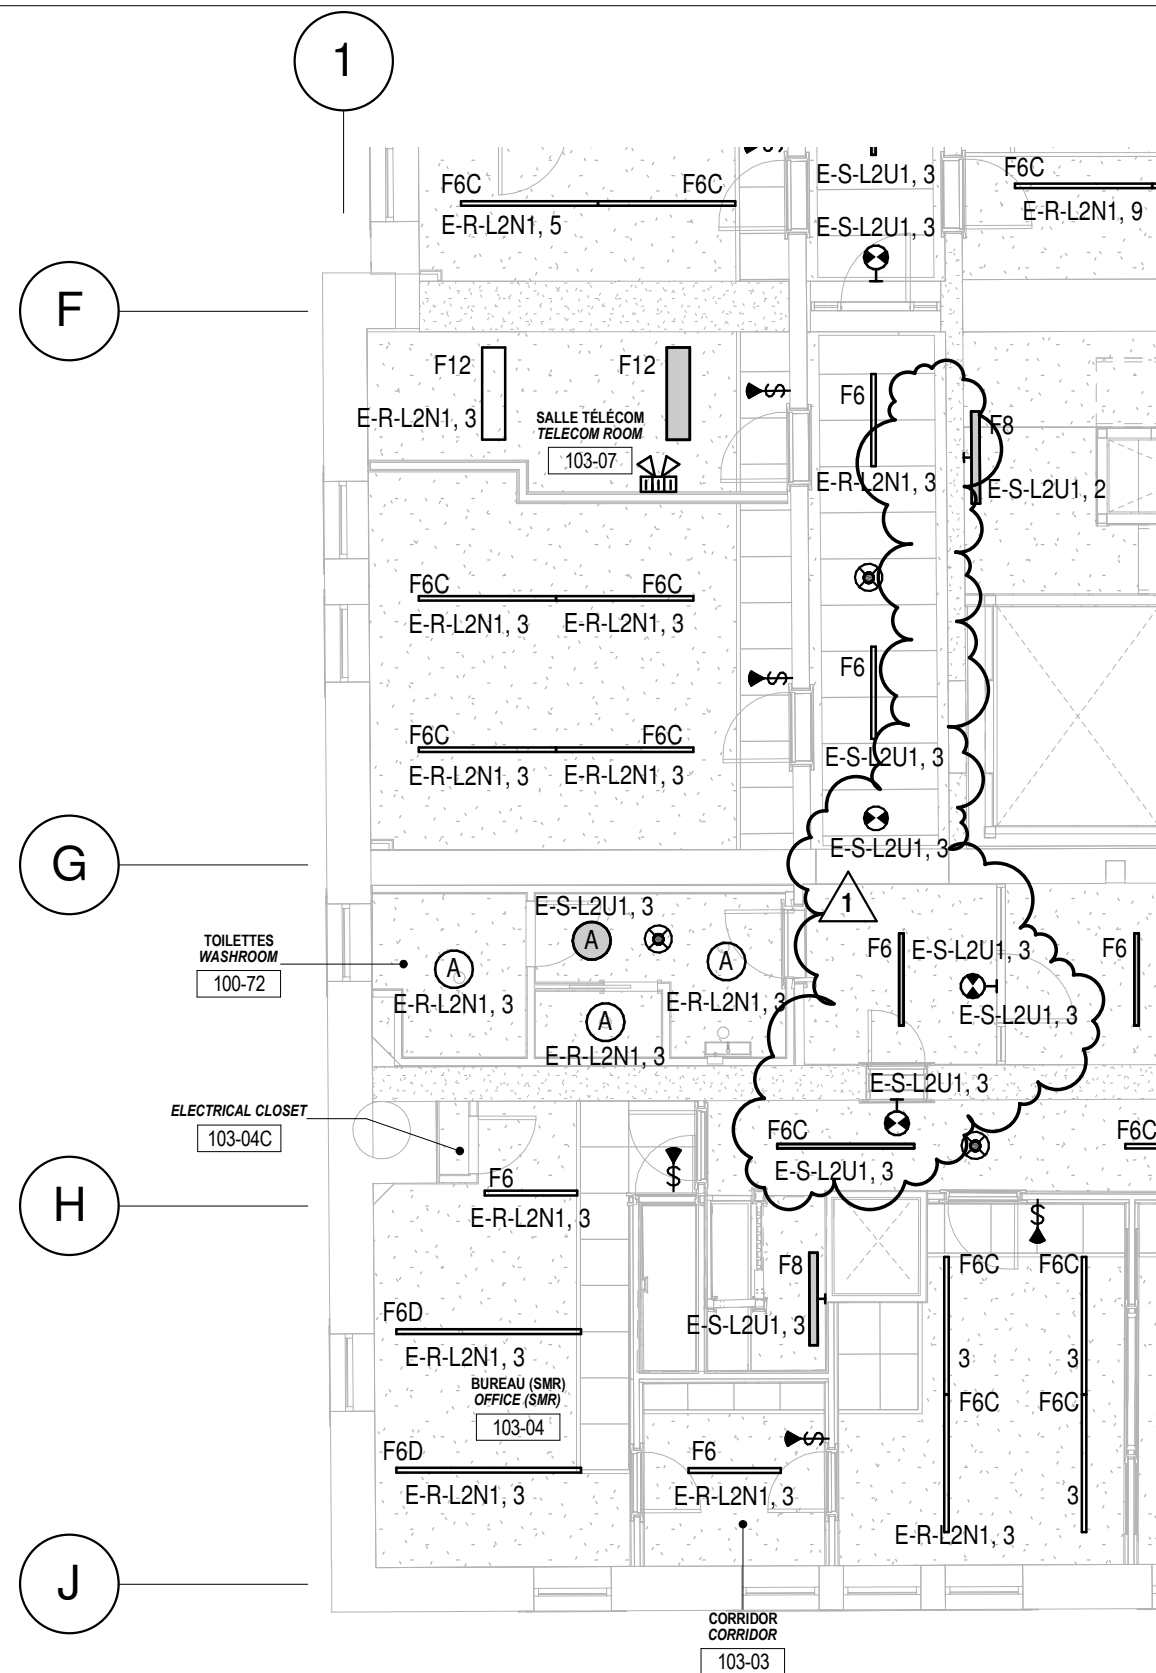 1
F6C
F6C
E-R-L2N1, 5
E-S-L2U1, 3
E-S-L2U1, 3
F6C
E-R-L2N1, 9
F
F12
E-R-L2N1, 3
F12
SALLE TÉLÉCOM
TELECOM ROOM
103-07
$
F6
E-R-L2N1, 3
F8
E-S-L2U1, 2
F6C
F6C
E-R-L2N1, 3
E-R-L2N1, 3
F6
E-S-L2U1, 3
$
F6C
F6C
E-R-L2N1, 3
E-R-L2N1, 3
E-S-L2U1, 3
G
1
TOILETTES
WASHROOM
100-72
E-S-L2U1, 3
A
A
E-R-L2N1, 3
A
E-R-L2N1, 3
A
E-R-L2N1, 3
F6
E-S-L2U1, 3
E-S-L2U1, 3
F6
E-S-L2U1, 3
ELECTRICAL CLOSET
103-04C
F6C
E-S-L2U1, 3
F6C
H
F6
E-R-L2N1, 3
$
$
F8
E-S-L2U1, 3
F6C
F6C
3
3
F6C
F6C
3
E-R-L2N1, 3
F6D
E-R-L2N1, 3
BUREAU (SMR)
OFFICE (SMR)
103-04
F6D
E-R-L2N1, 3
$
F6
E-R-L2N1, 3
J
CORRIDOR
CORRIDOR
103-03